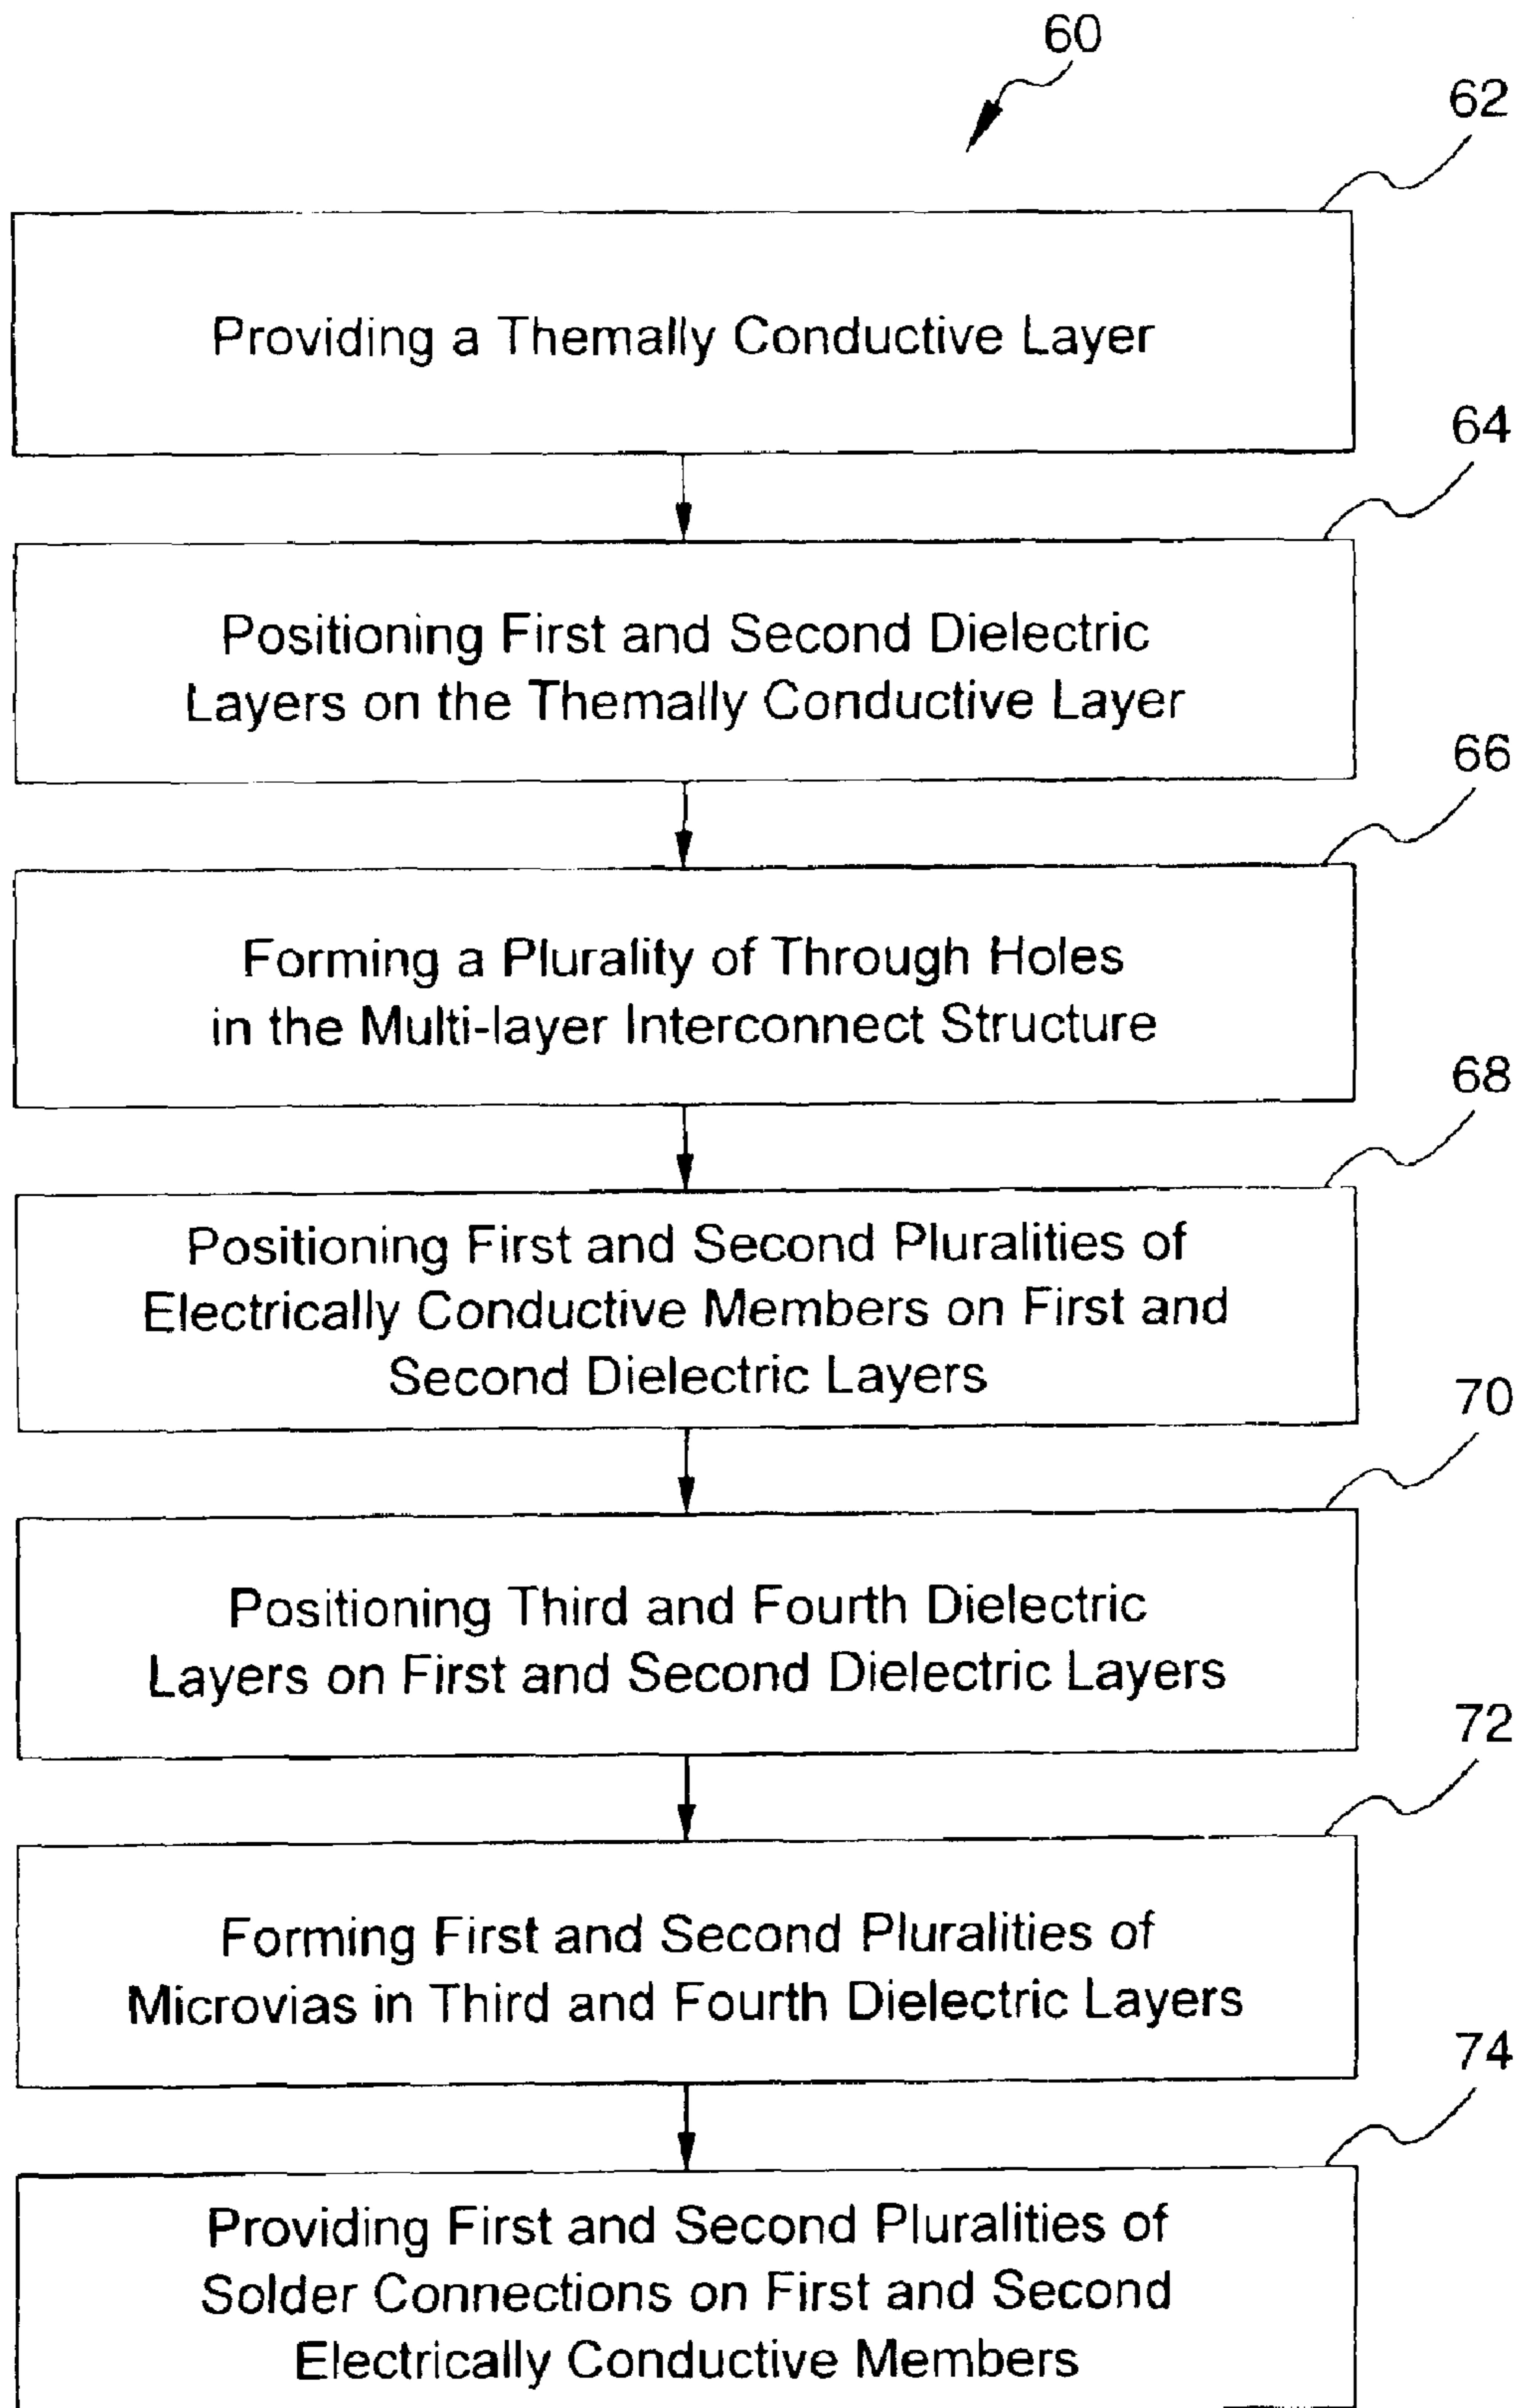 60
62
Providing a Themally Conductive Layer
64
Positioning First and Second Dielectric
Layers on the Themally Conductive Layer
66
Forming a Plurality of Through Holes
in the Multi-layer Interconnect Structure
68
Positioning First and Second Pluralities of
Electrically Conductive Members on First and
Second Dielectric Layers
70
Positioning Third and Fourth Dielectric
Layers on First and Second Dielectric Layers
72
Forming First and Second Pluralities of
Microvias in Third and Fourth Dielectric Layers
74
Providing First and Second Pluralities of
Solder Connections on First and Second
Electrically Conductive Members